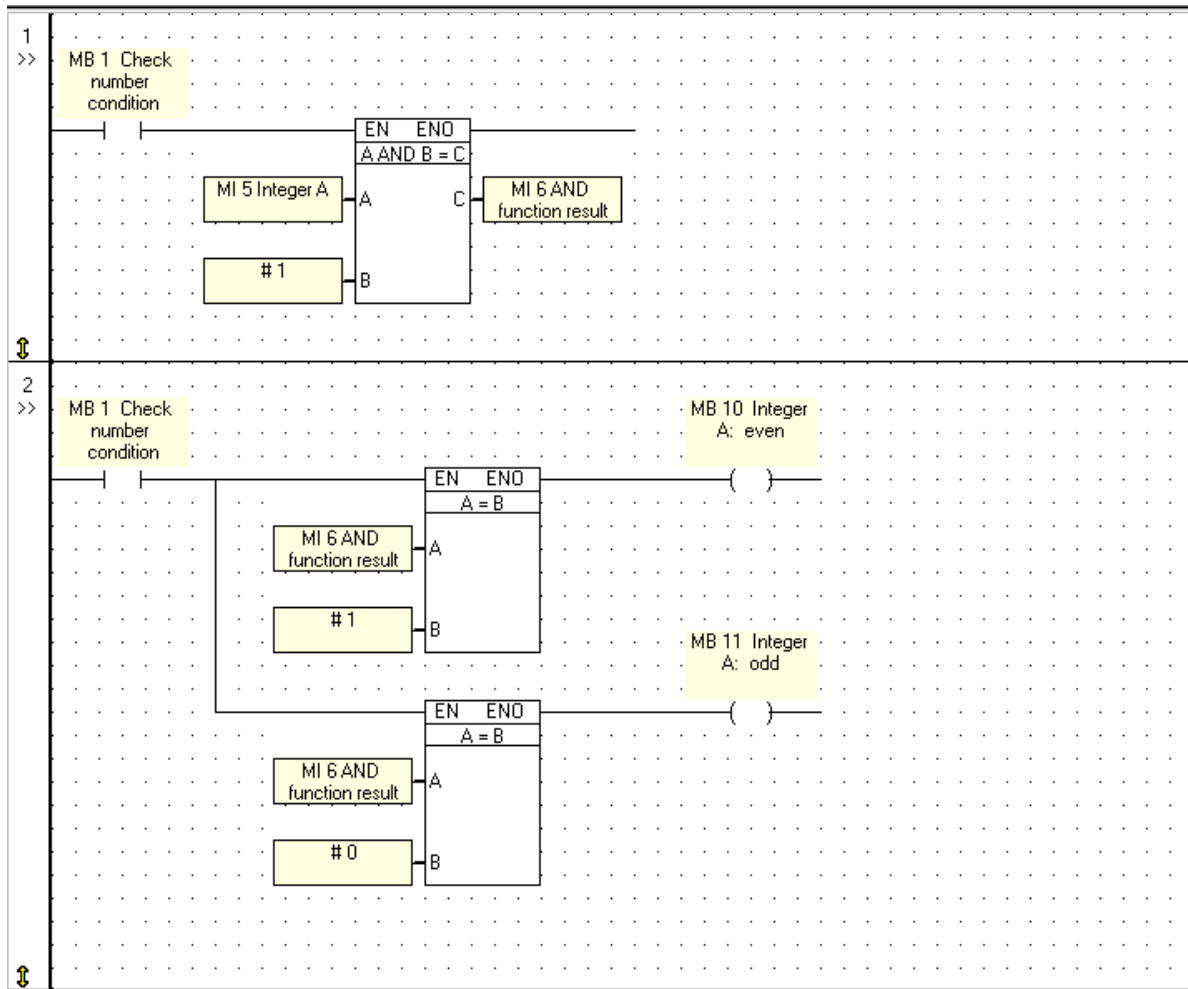 1
>>
MB 1 Check
number
condition
EN ENO
A AND B = C
MI 5 Integer A
A
C
MI 6 AND
function result
# 1
B
2
>>
MB 1 Check
number
condition
MB 10 Integer
A: even
EN ENO
A = B
MI 6 AND
function result
A
# 1
B
MB 11 Integer
A: odd
EN ENO
A = B
MI 6 AND
function result
A
# 0
B